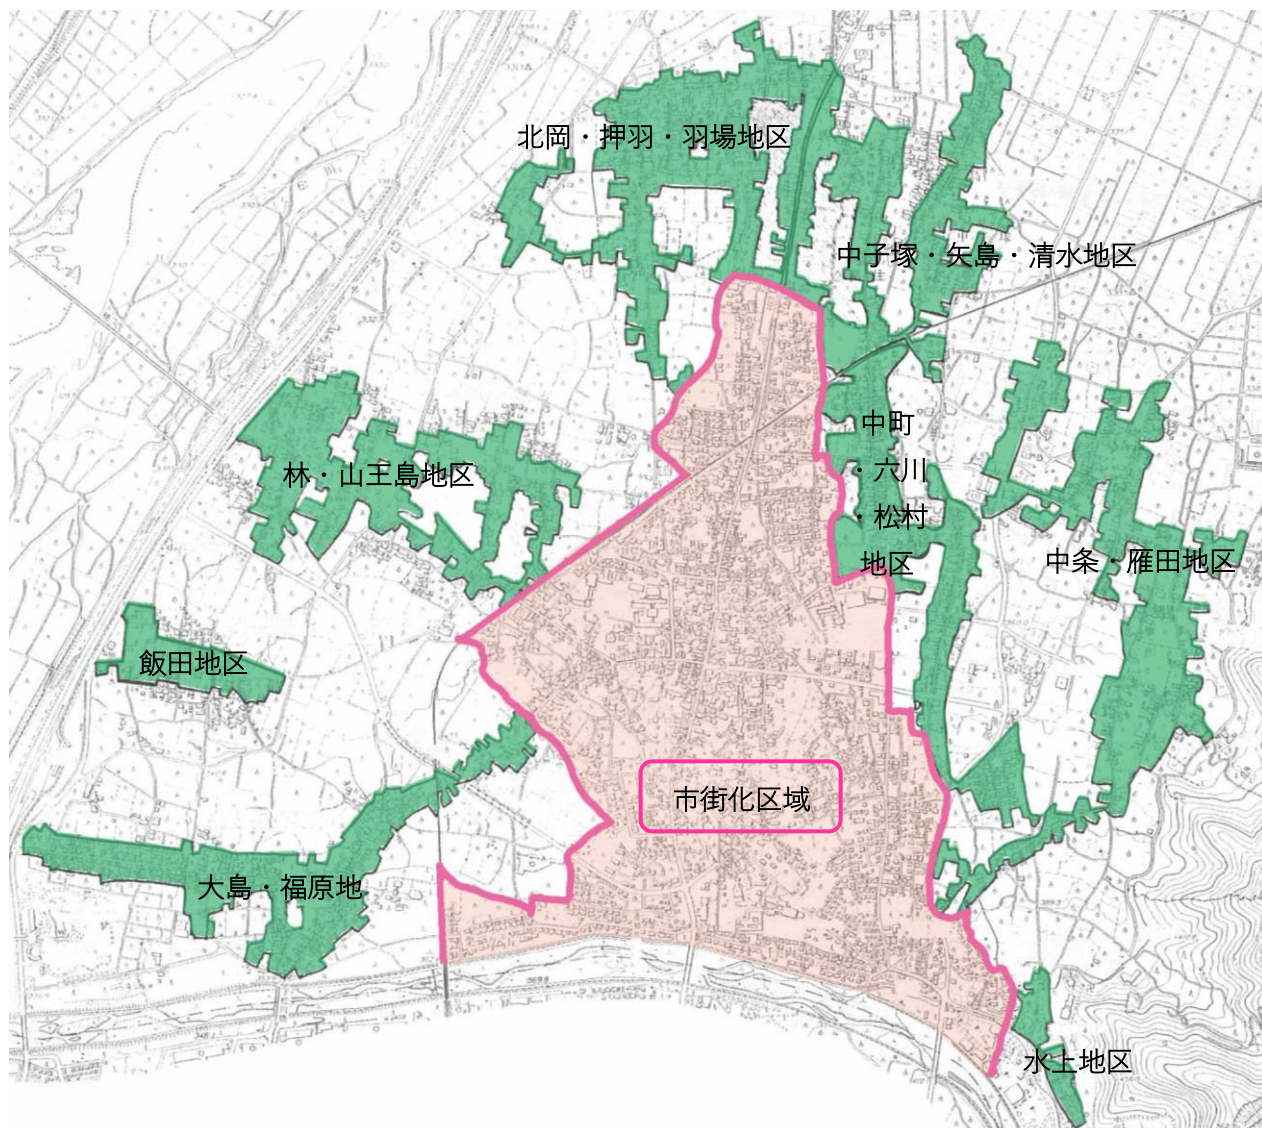 北岡・押羽・羽場地区
中子塚・矢島・清水地区
中町
・六川
・松村
地区
林・山王島地区
中条・雁田地区
飯田地区
市街化区域
大島・福原地
水上地区